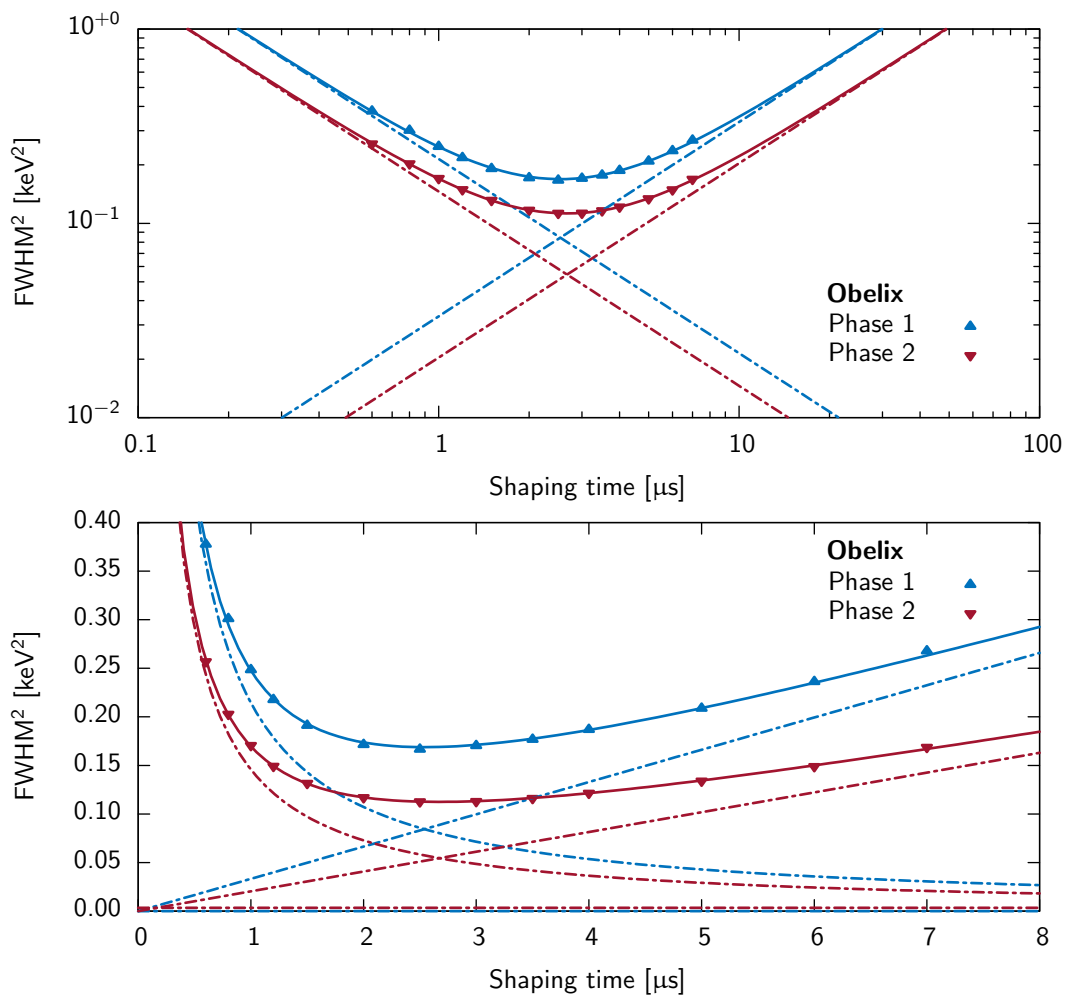 10⁺⁰
10⁻¹
10⁻²
FWHM² [keV²]
Obelix
Phase 1
Phase 2
0.1
1
10
100
Shaping time [μs]
0.40
0.35
0.30
0.25
0.20
0.15
0.10
0.05
0.00
FWHM² [keV²]
Obelix
Phase 1
Phase 2
0
1
2
3
4
5
6
7
8
Shaping time [μs]